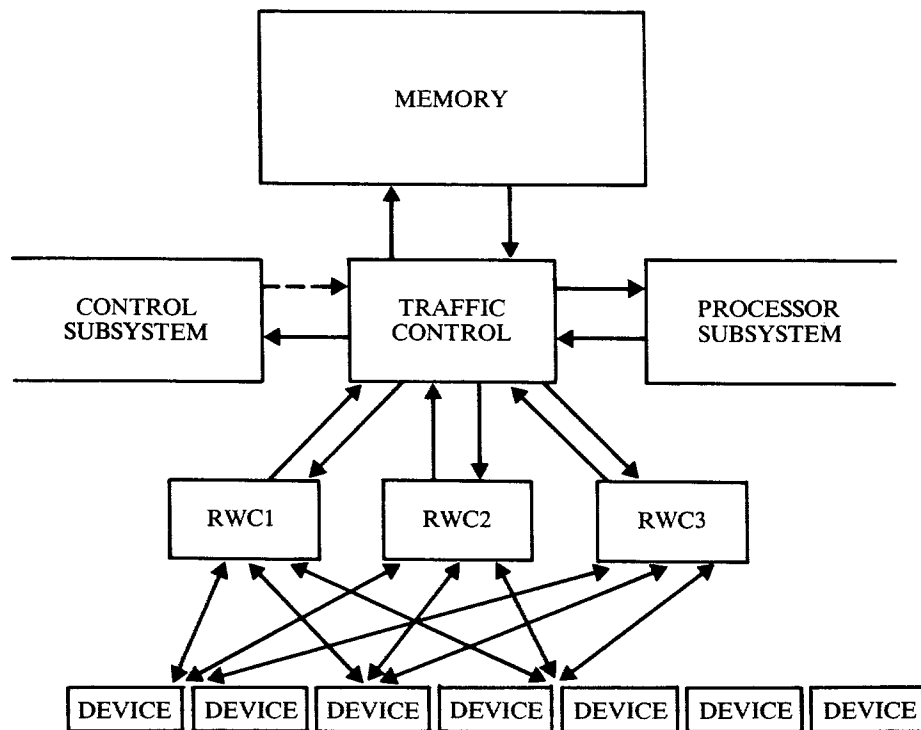 MEMORY
CONTROL
SUBSYSTEM
TRAFFIC
CONTROL
PROCESSOR
SUBSYSTEM
RWC1
RWC2
RWC3
DEVICE
DEVICE
DEVICE
DEVICE
DEVICE
DEVICE
DEVICE